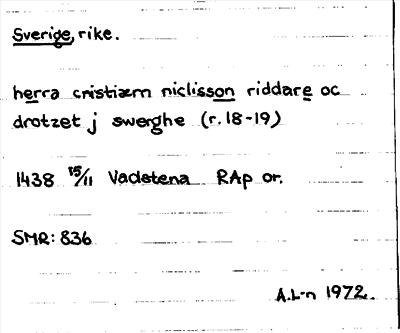 Sverige, rike.
herra cristiærn niclisson riddare oc
drotzet j swerghe (r. 18-19)
1438 15/11 Vadstena RAp or.
SMR: 836
A.L-n 1972.